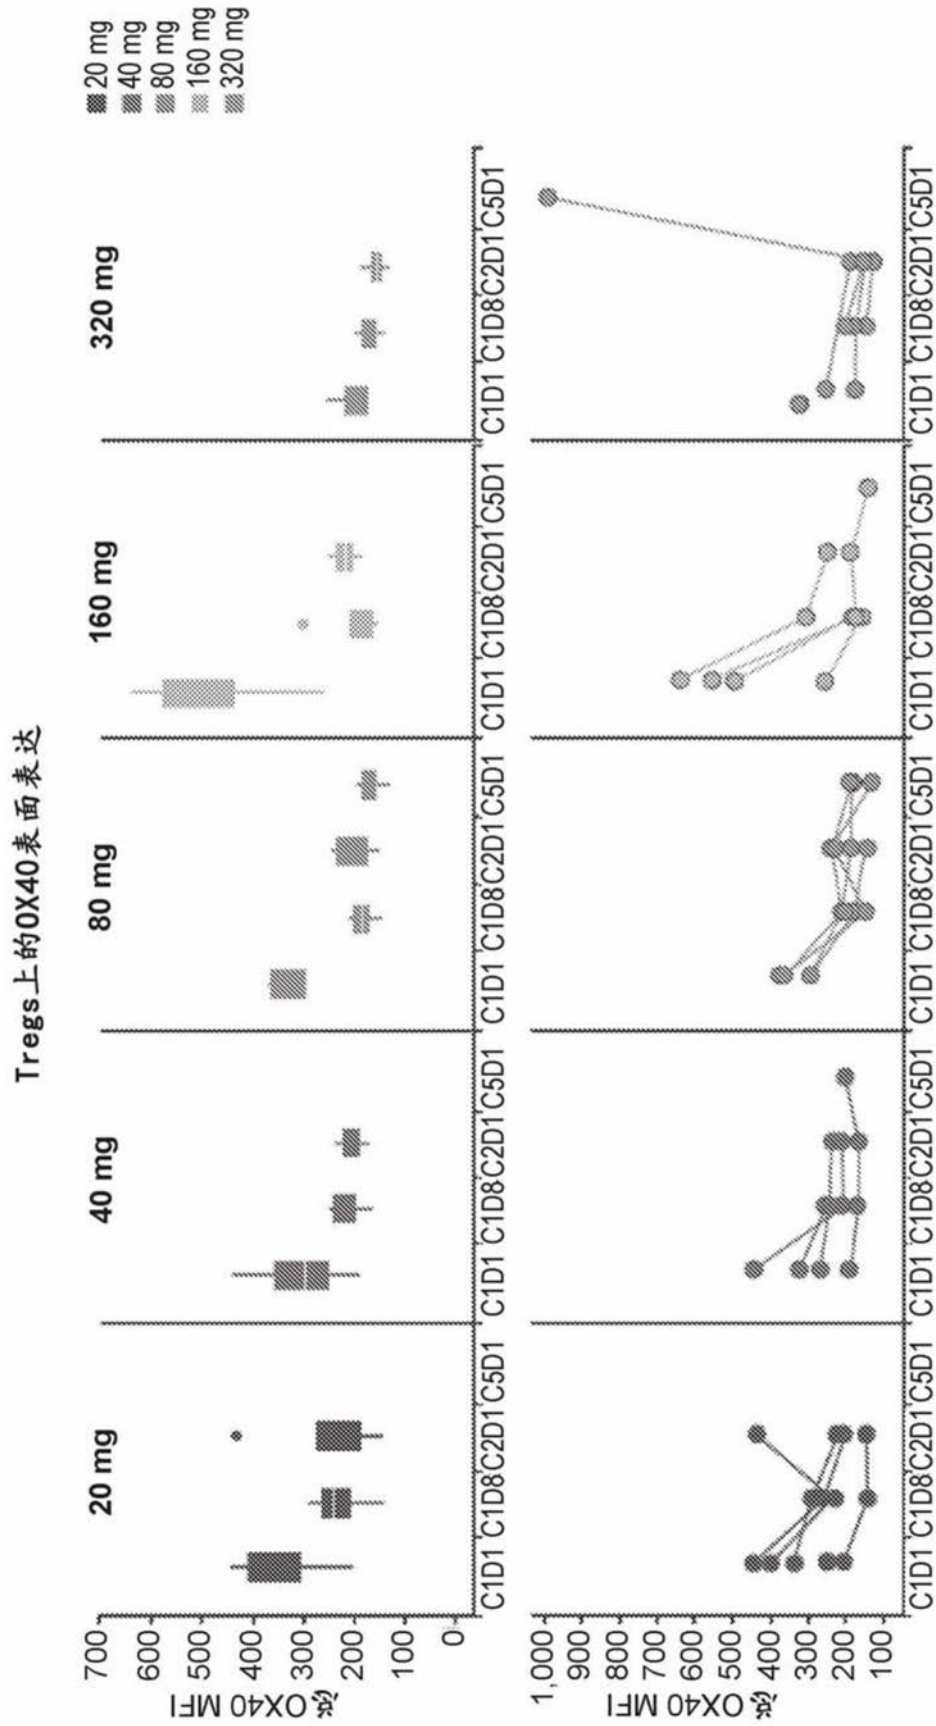 Tregs上的OX40表面表达
20 mg
40 mg
80 mg
160 mg
320 mg
20 mg
40 mg
80 mg
160 mg
320 mg
总 OX40 MFI
700
600
500
400
300
200
100
0
C1D1 C1D8 C2D1 C5D1 C1D1 C1D8 C2D1 C5D1 C1D1 C1D8 C2D1 C5D1 C1D1 C1D8 C2D1 C5D1 C1D1 C1D8 C2D1 C5D1
总 OX40 MFI
1,000
900
800
700
600
500
400
300
200
100
C1D1 C1D8 C2D1 C5D1 C1D1 C1D8 C2D1 C5D1 C1D1 C1D8 C2D1 C5D1 C1D1 C1D8 C2D1 C5D1 C1D1 C1D8 C2D1 C5D1